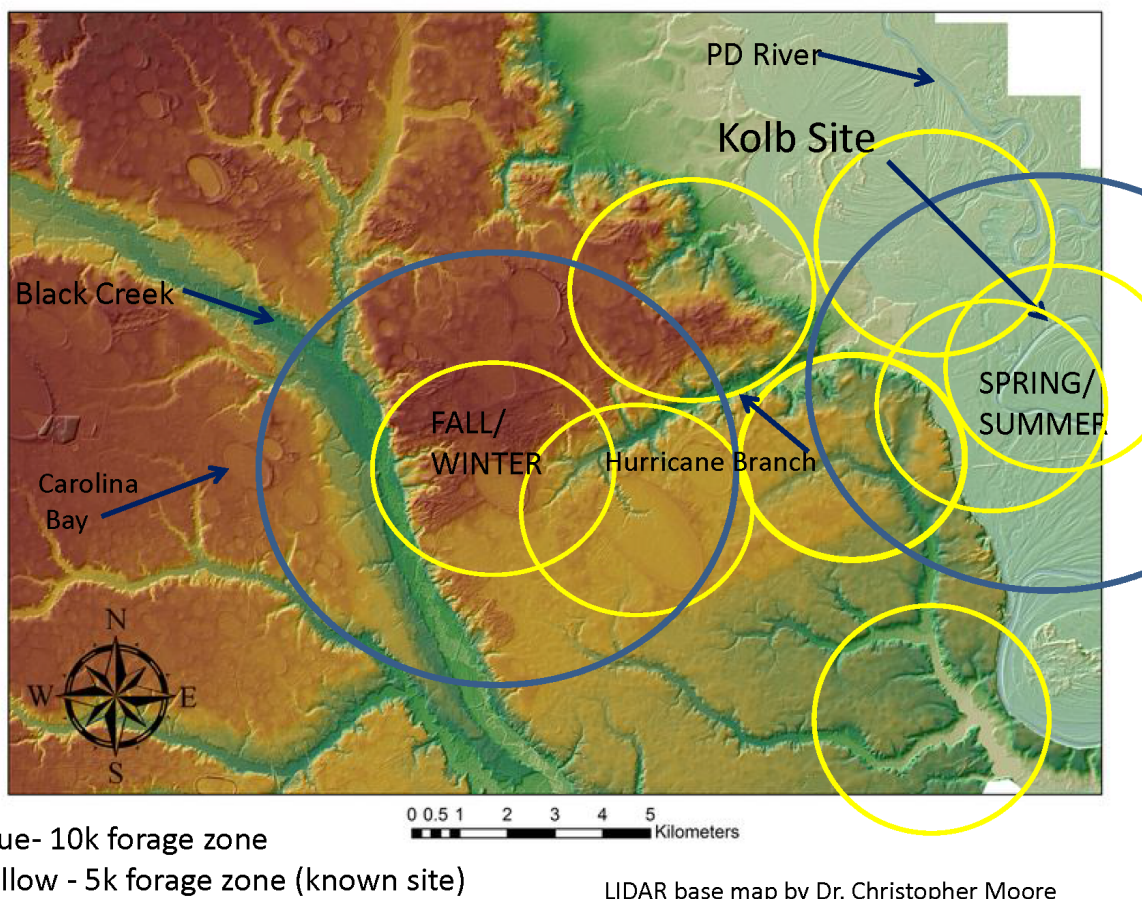 PD River
Kolb Site
Black Creek
SPRING/
SUMMER
FALL/
WINTER
Hurricane Branch
Carolina
Bay
N
W E
S
0 0.5 1 2 3 4 5
Kilometers
ue- 10k forage zone
llow - 5k forage zone (known site)
LIDAR base map by Dr. Christopher Moore